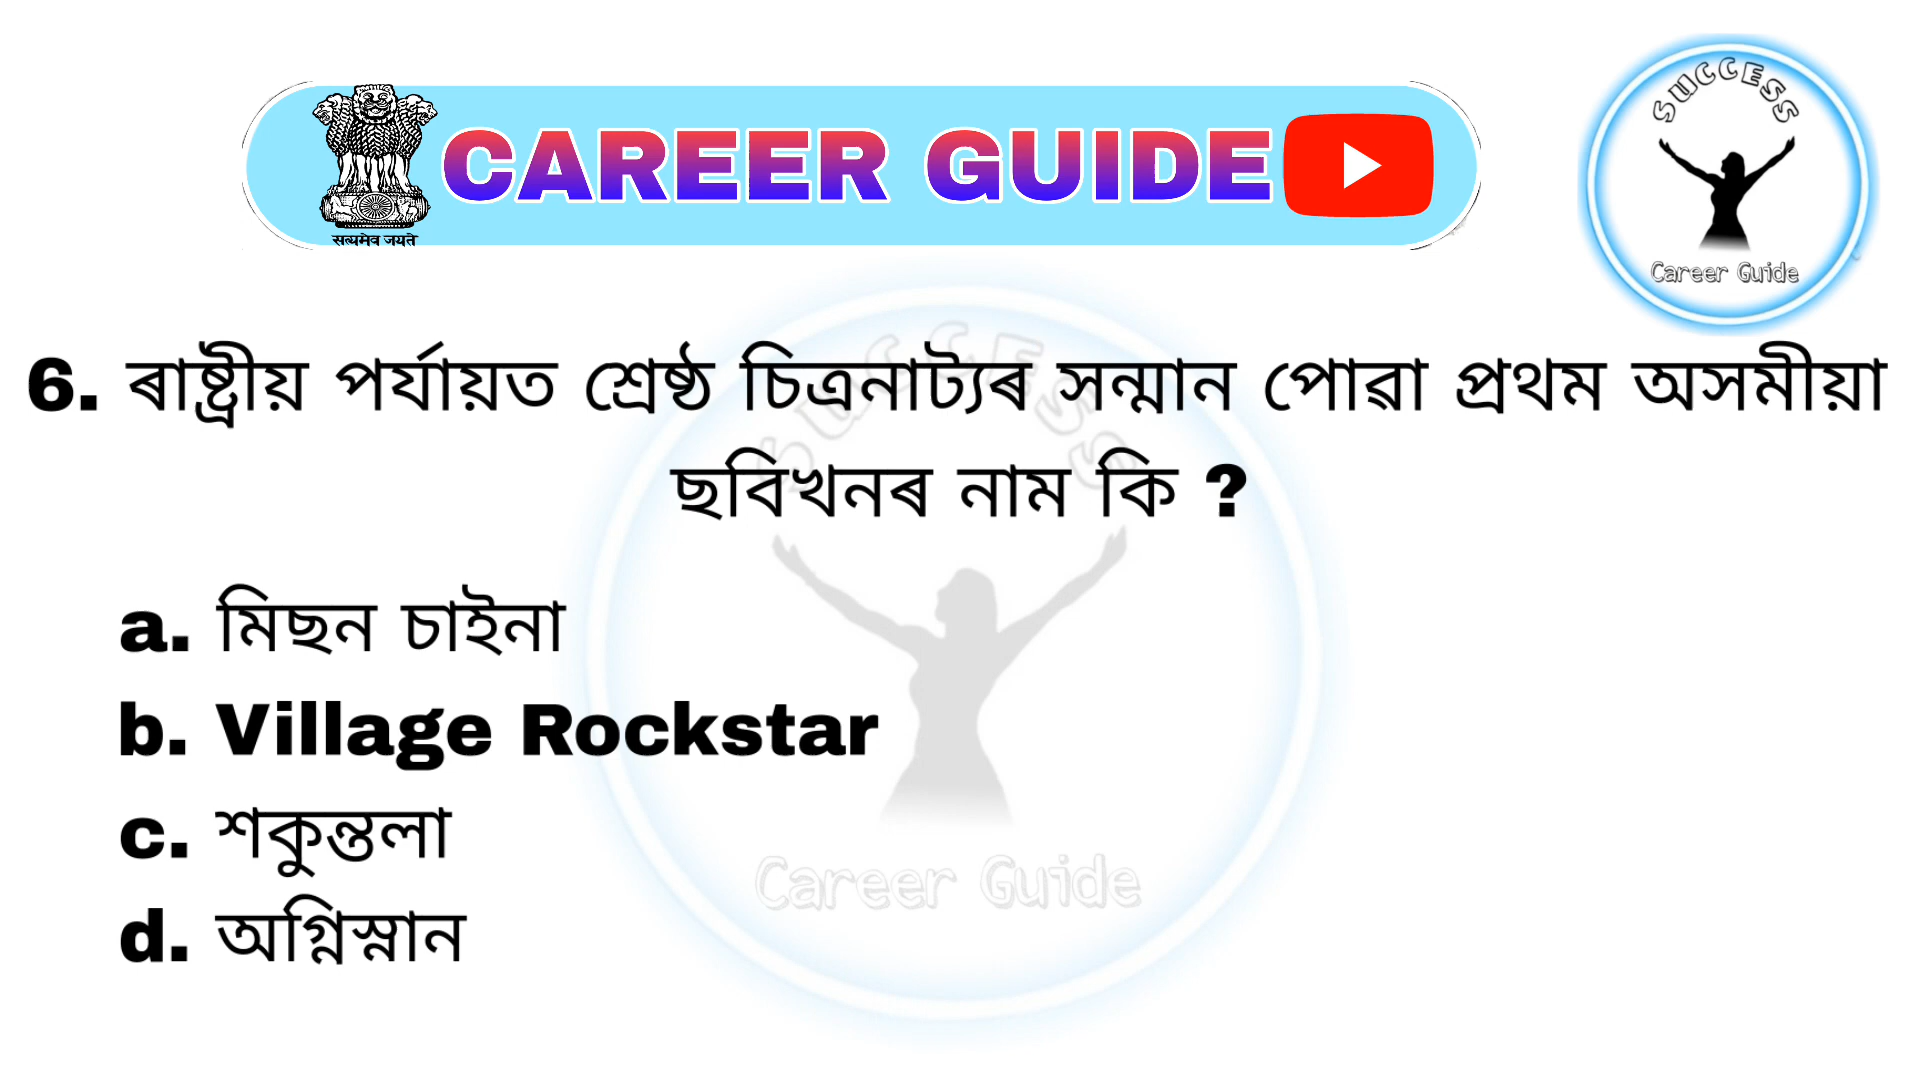 सत्यमेव जयते
CAREER GUIDE
SUCCESS
Career Guide
6. ৰাষ্ট্ৰীয় পৰ্যায়ত শ্ৰেষ্ঠ চিত্ৰনাট্যৰ সন্মান পোৱা প্ৰথম অসমীয়া
ছবিখনৰ নাম কি ?
a. মিছন চাইনা
b. Village Rockstar
c. শকুন্তলা
d. অগ্নিস্নান
SUCCESS
Career Guide